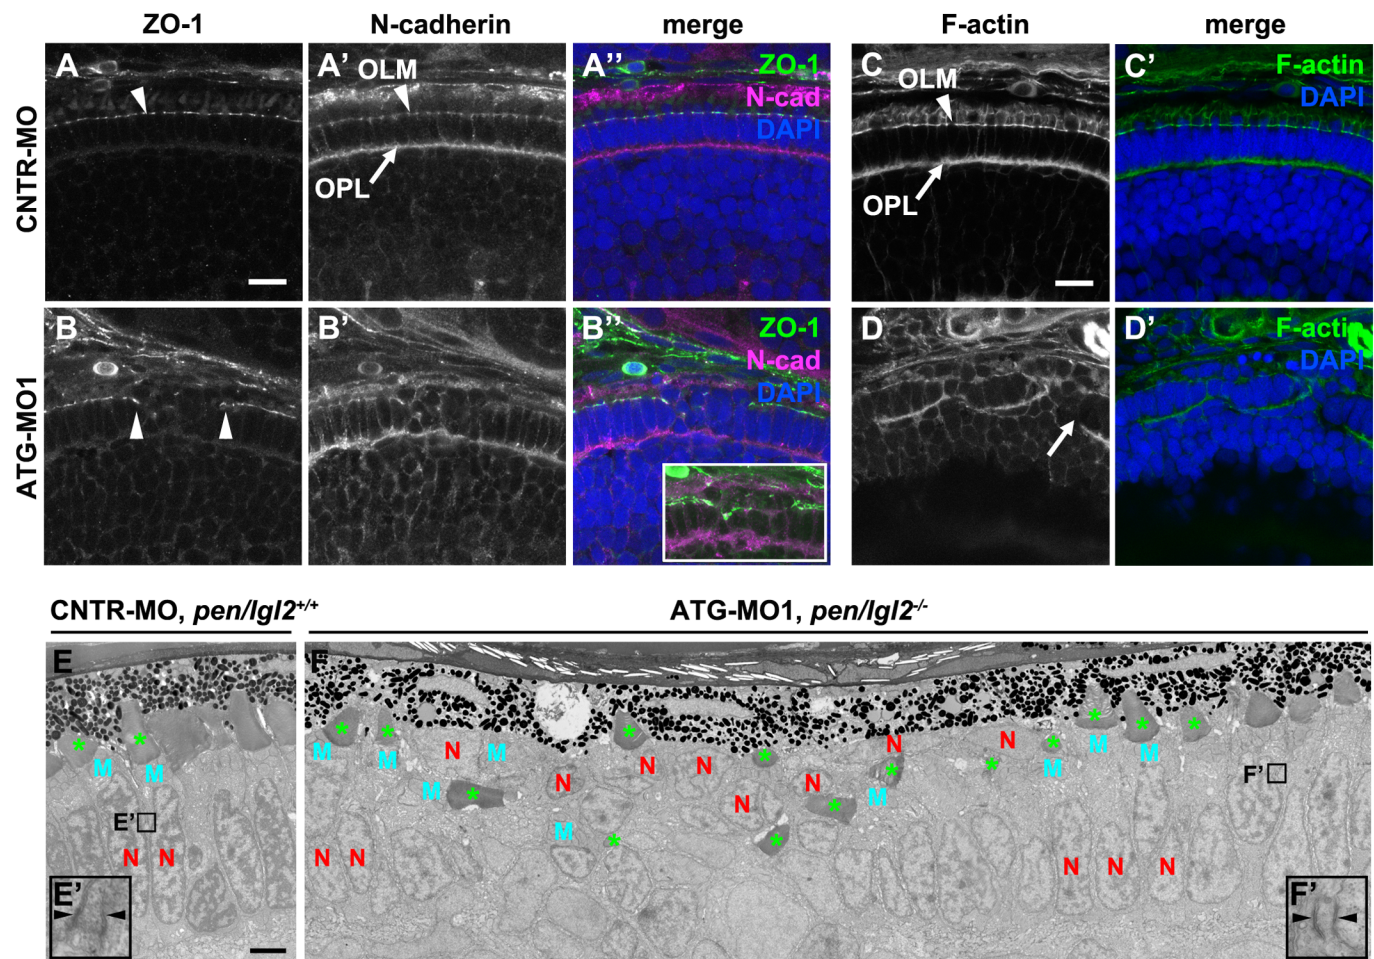 ZO-1 N-cadherin merge F-actin merge
CNTR-MO
A A' OLM OPL A'' ZO-1 N-cad DAPI C OLM OPL C' F-actin DAPI
ATG-MO1
B B' B'' ZO-1 N-cad DAPI D D' F-actin DAPI
CNTR-MO, pen/lgl2+/+ ATG-MO1, pen/lgl2-/-
E F
* * * * * * * * *
M M M M N M N N N N M *
M * N N * M * F'
E' M * *
N N N N N N N N
E' F'